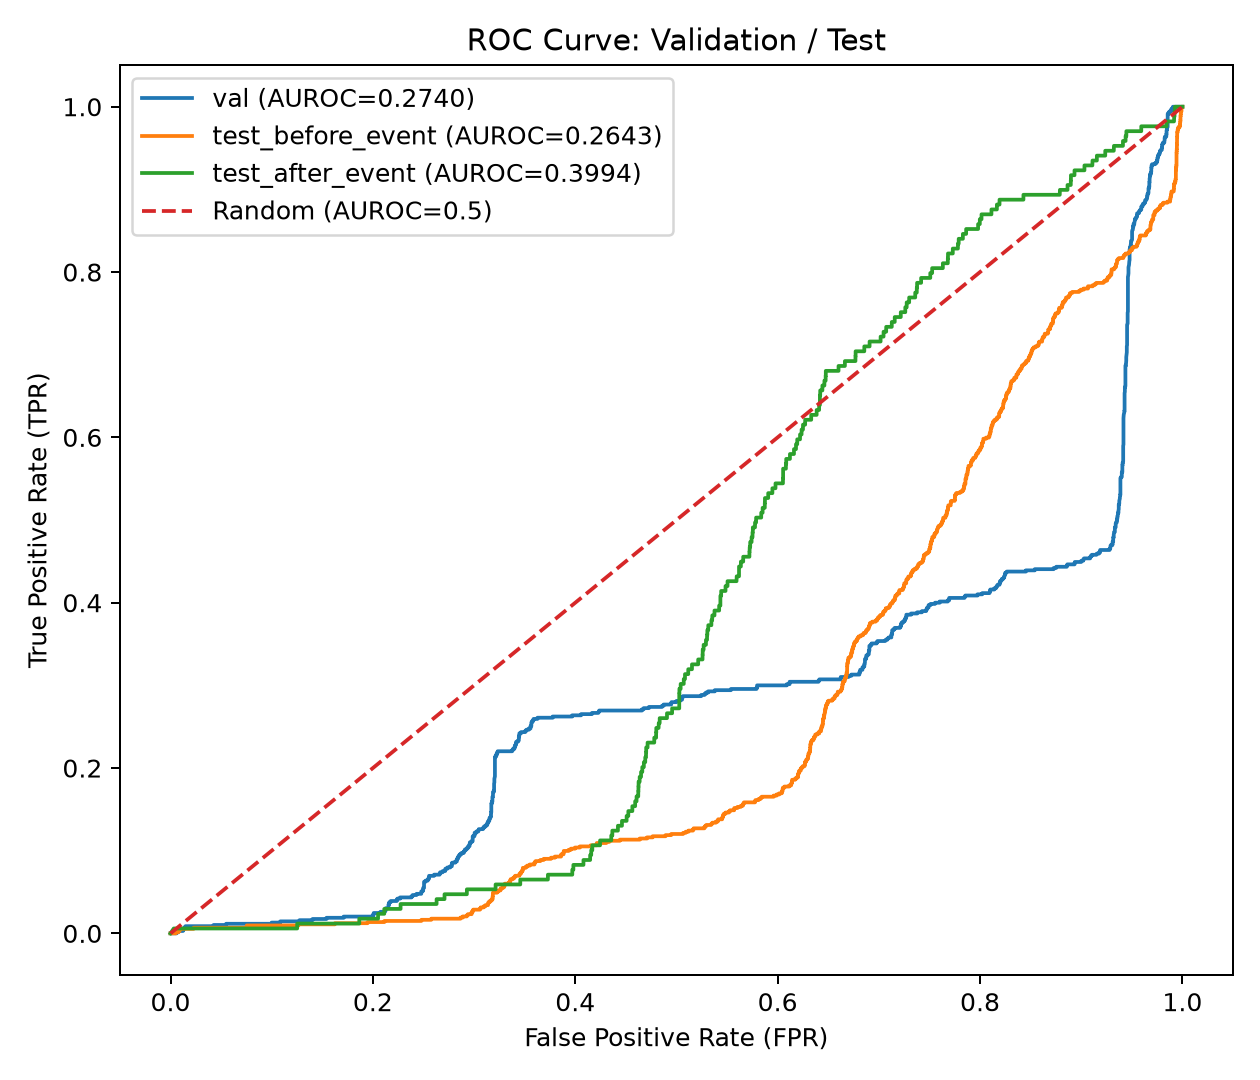 ROC Curve: Validation / Test
val (AUROC=0.2740)
test_before_event (AUROC=0.2643)
test_after_event (AUROC=0.3994)
Random (AUROC=0.5)
True Positive Rate (TPR)
1.0
0.8
0.6
0.4
0.2
0.0
0.0 0.2 0.4 0.6 0.8 1.0
False Positive Rate (FPR)